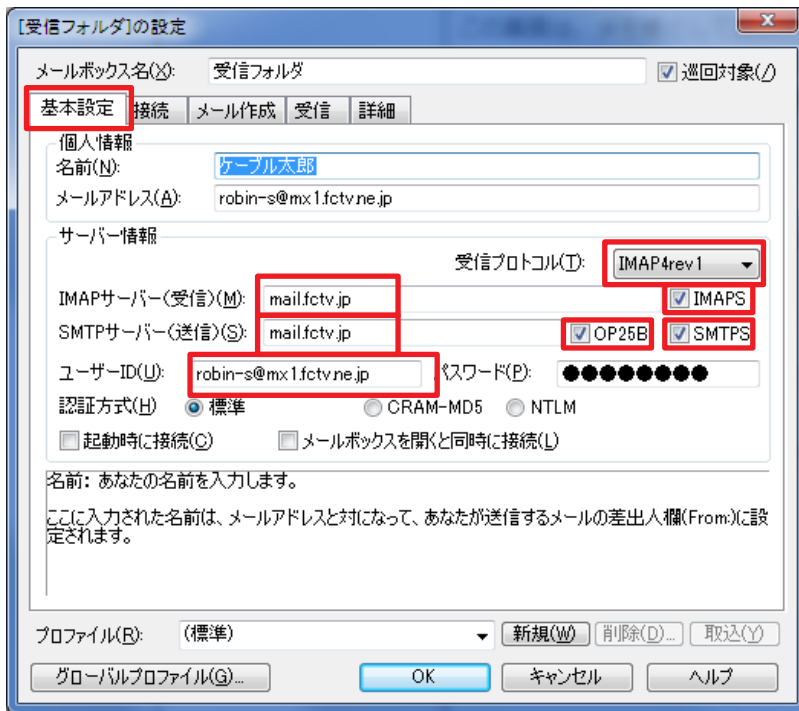 [受信フォルダ]の設定
メールボックス名(X): 受信フォルダ 巡回対象(/)
基本設定 接続 メール作成 受信 詳細
個人情報
名前(N): ケーブル太郎
メールアドレス(A): robin-s@mx1.fctv.ne.jp
サーバー情報
受信プロトコル(T): IMAP4rev1
IMAPサーバー(受信)(M): mail.fctv.jp IMAPS
SMTPサーバー(送信)(S): mail.fctv.jp OP25B SMTPS
ユーザーID(U): robin-s@mx1.fctv.ne.jp パスワード(P): ●●●●●●●●
認証方式(H) 標準 CRAM-MD5 NTLM
起動時に接続(C) メールボックスを開くと同時に接続(L)
名前: あなたの名前を入力します。
ここに入力された名前は、メールアドレスと対になって、あなたが送信するメールの差出人欄(From:)に設
定されます。
プロファイル(R): (標準) 新規(W) 削除(D)... 取込(Y)
グローバルプロファイル(G)... OK キャンセル ヘルプ